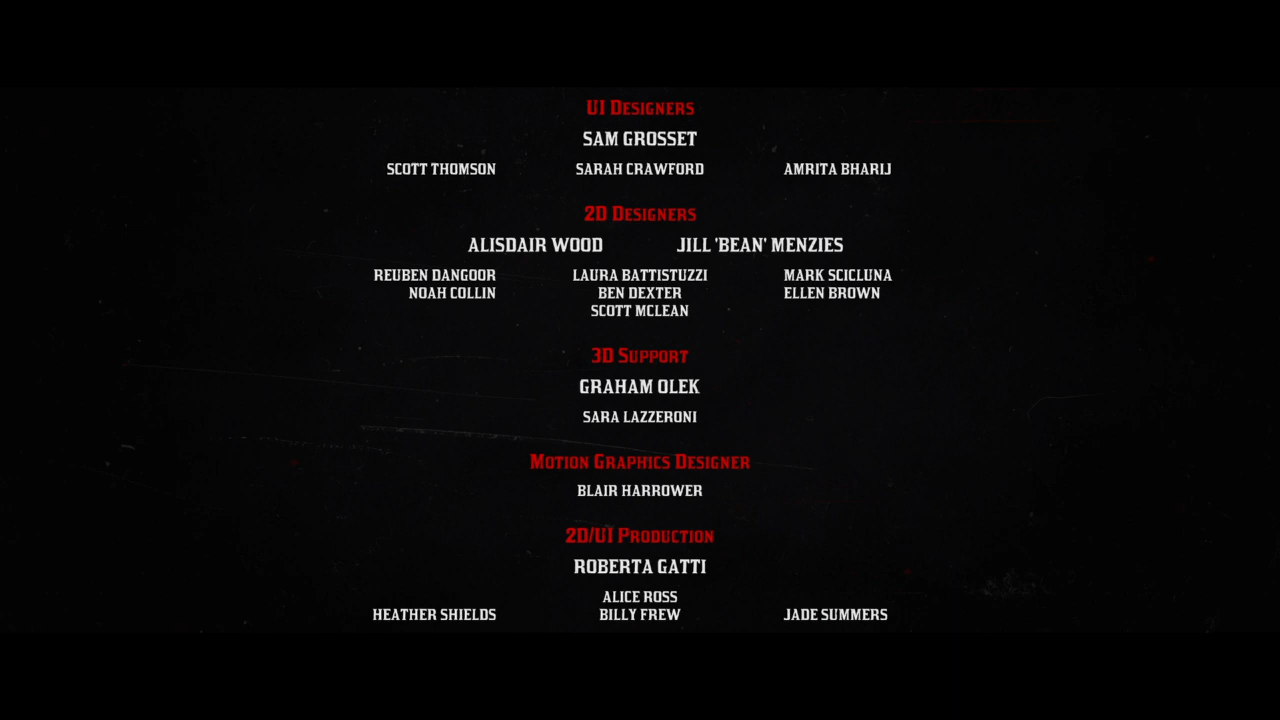 UI Designers
SAM GROSSET
SCOTT THOMSON SARAH CRAWFORD AMRITA BHARIJ
2D Designers
ALISDAIR WOOD JILL 'BEAN' MENZIES
REUBEN DANGOOR LAURA BATTISTUZZI MARK SCICLUNA
NOAH COLLIN BEN DEXTER ELLEN BROWN
SCOTT MCLEAN
3D Support
GRAHAM OLEK
SARA LAZZERONI
Motion Graphics Designer
BLAIR HARROWER
2D/UI Production
ROBERTA GATTI
ALICE ROSS
HEATHER SHIELDS BILLY FREW JADE SUMMERS